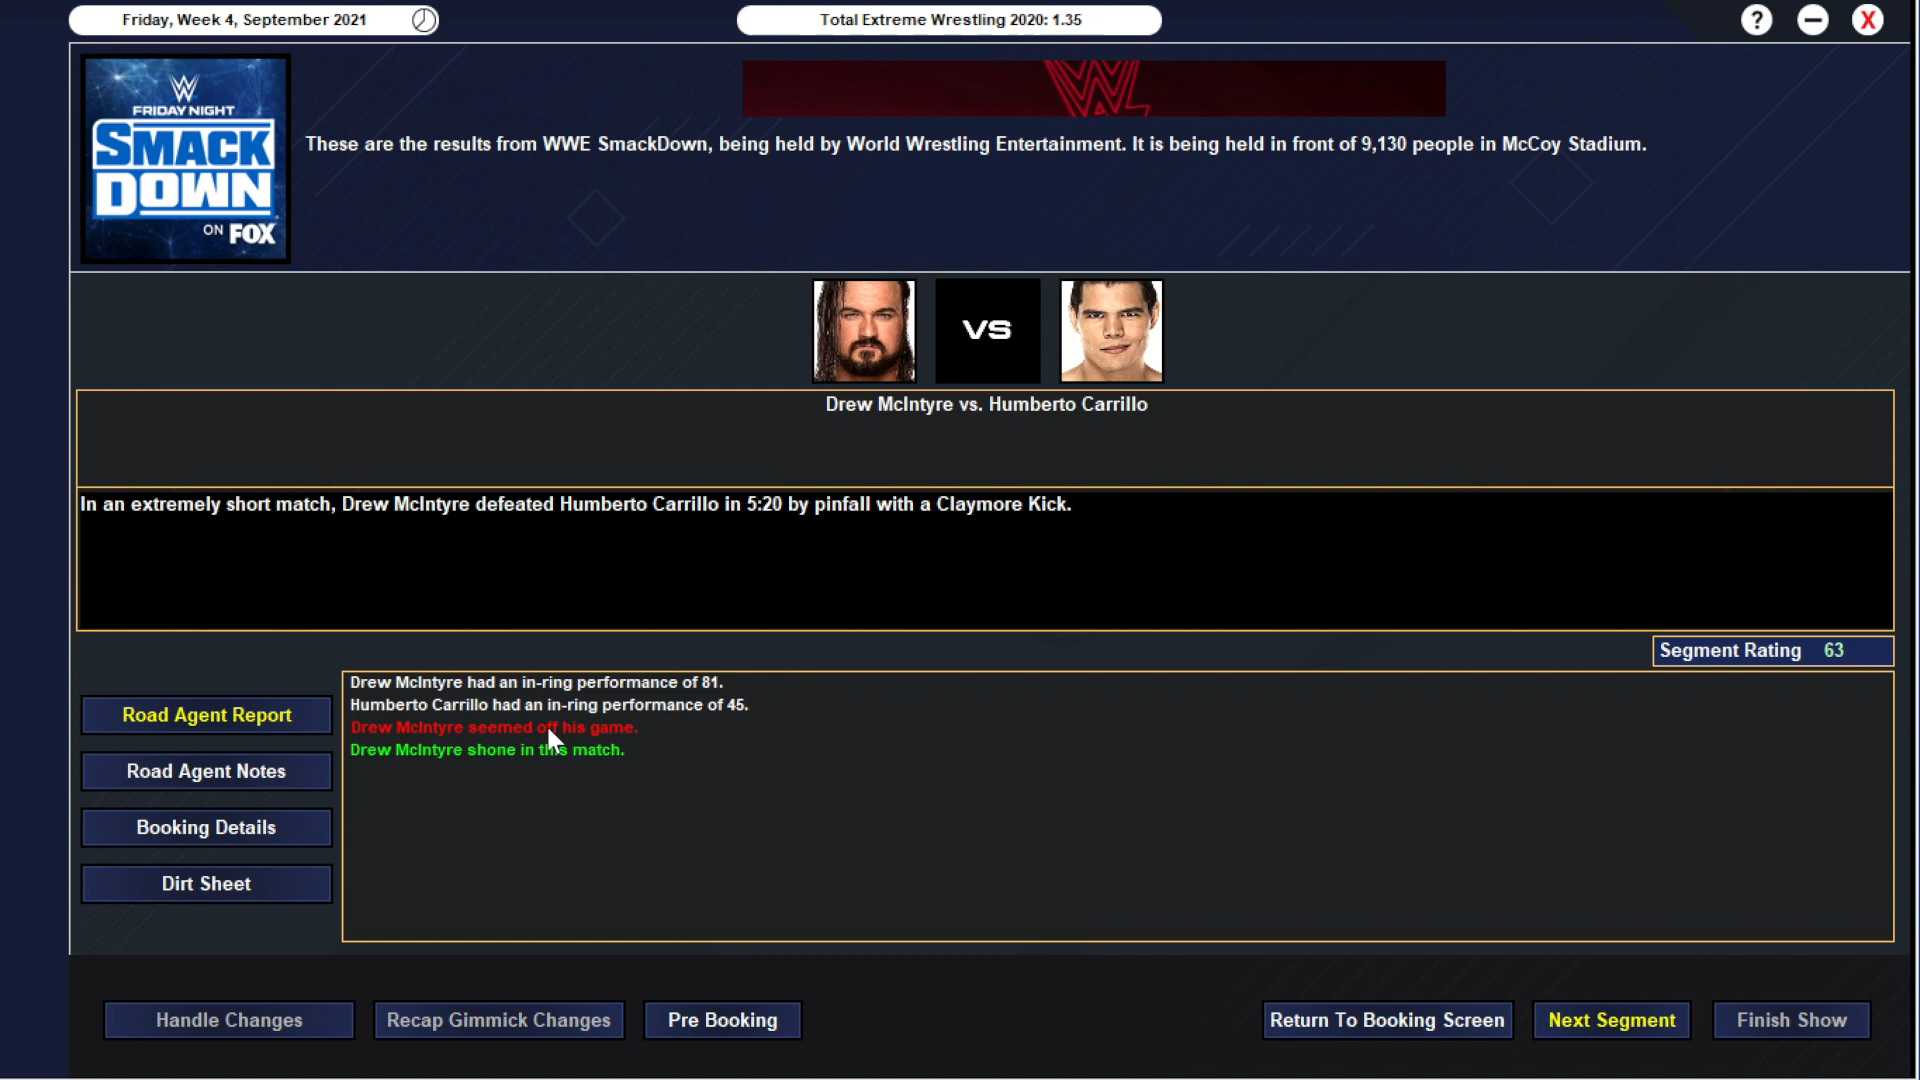 Friday, Week 4, September 2021
Total Extreme Wrestling 2020: 1.35
?
X
FRIDAY NIGHT
SMACK
DOWN
ON FOX
These are the results from WWE SmackDown, being held by World Wrestling Entertainment. It is being held in front of 9,130 people in McCoy Stadium.
VS
Drew McIntyre vs. Humberto Carrillo
In an extremely short match, Drew McIntyre defeated Humberto Carrillo in 5:20 by pinfall with a Claymore Kick.
Segment Rating 63
Road Agent Report
Road Agent Notes
Booking Details
Dirt Sheet
Drew McIntyre had an in-ring performance of 81.
Humberto Carrillo had an in-ring performance of 45.
Drew McIntyre seemed off his game.
Drew McIntyre shone in this match.
Handle Changes
Recap Gimmick Changes
Pre Booking
Return To Booking Screen
Next Segment
Finish Show